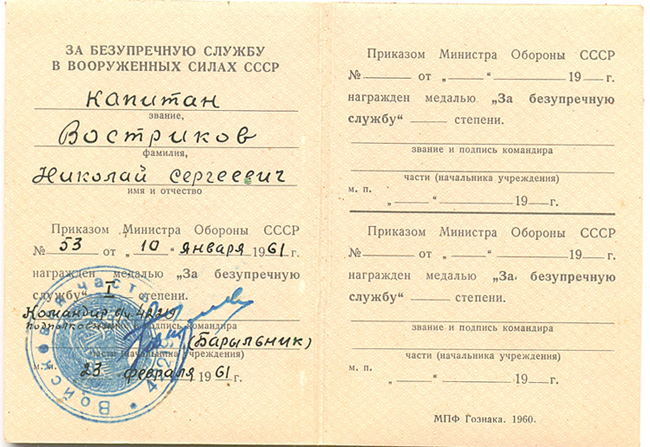 ЗА БЕЗУПРЕЧНУЮ СЛУЖБУ
В ВООРУЖЕННЫХ СИЛАХ СССР
Капитан
звание,
Востриков
фамилия,
Николай Сергеевич
имя и отчество
Приказом Министра Обороны СССР
№ 53 от „10" января 1961 г.
награжден медалью „За безупречную
службу" I степени.
Командир в/ч
подполковник подпись командира
(Барыльник)
части (начальника учреждения)
23 февраля 1961 г.
Войсковая часть
Приказом Министра Обороны СССР
№ от „ " 19 г.
награжден медалью „За безупречную
службу" степени.
звание и подпись командира
части (начальника учреждения)
м. п.
„ " 19 г.
Приказом Министра Обороны СССР
№ от „ " 19 г.
награжден медалью „За безупречную
службу" степени.
звание и подпись командира
части (начальника учреждения)
м. п.
„ " 19 г.
МПФ Гознака. 1960.